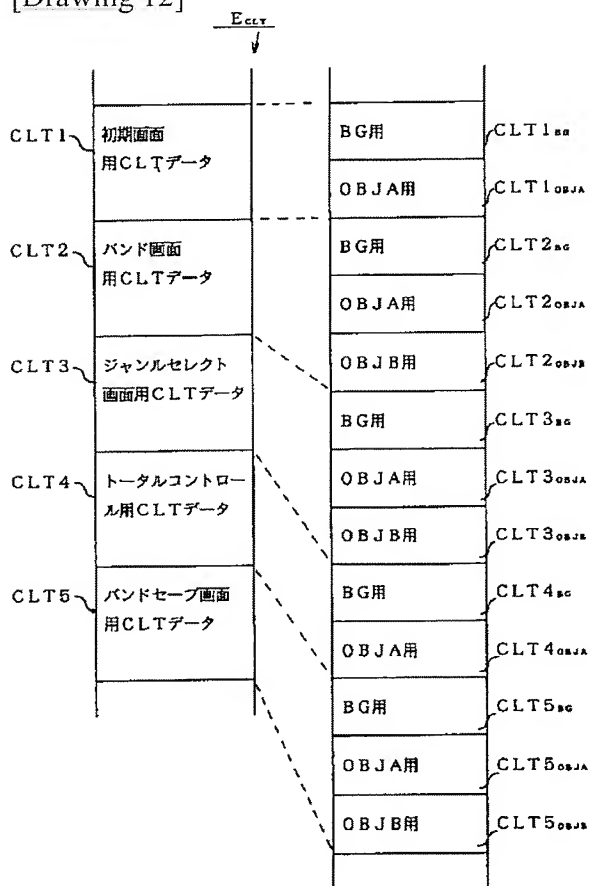 [Drawing 12]
ECLT
CLT1
初期画面
用CLTデータ
CLT2
バンド画面
用CLTデータ
CLT3
ジャンルセレクト
画面用CLTデータ
CLT4
トータルコントロー
ル用CLTデータ
CLT5
バンドセーブ画面
用CLTデータ
BG用
CLT1BG
OBJA用
CLT1OBJA
BG用
CLT2BG
OBJA用
CLT2OBJA
OBJB用
CLT2OBJB
BG用
CLT3BG
OBJA用
CLT3OBJA
OBJB用
CLT3OBJB
BG用
CLT4BG
OBJA用
CLT4OBJA
BG用
CLT5BG
OBJA用
CLT5OBJA
OBJB用
CLT5OBJB